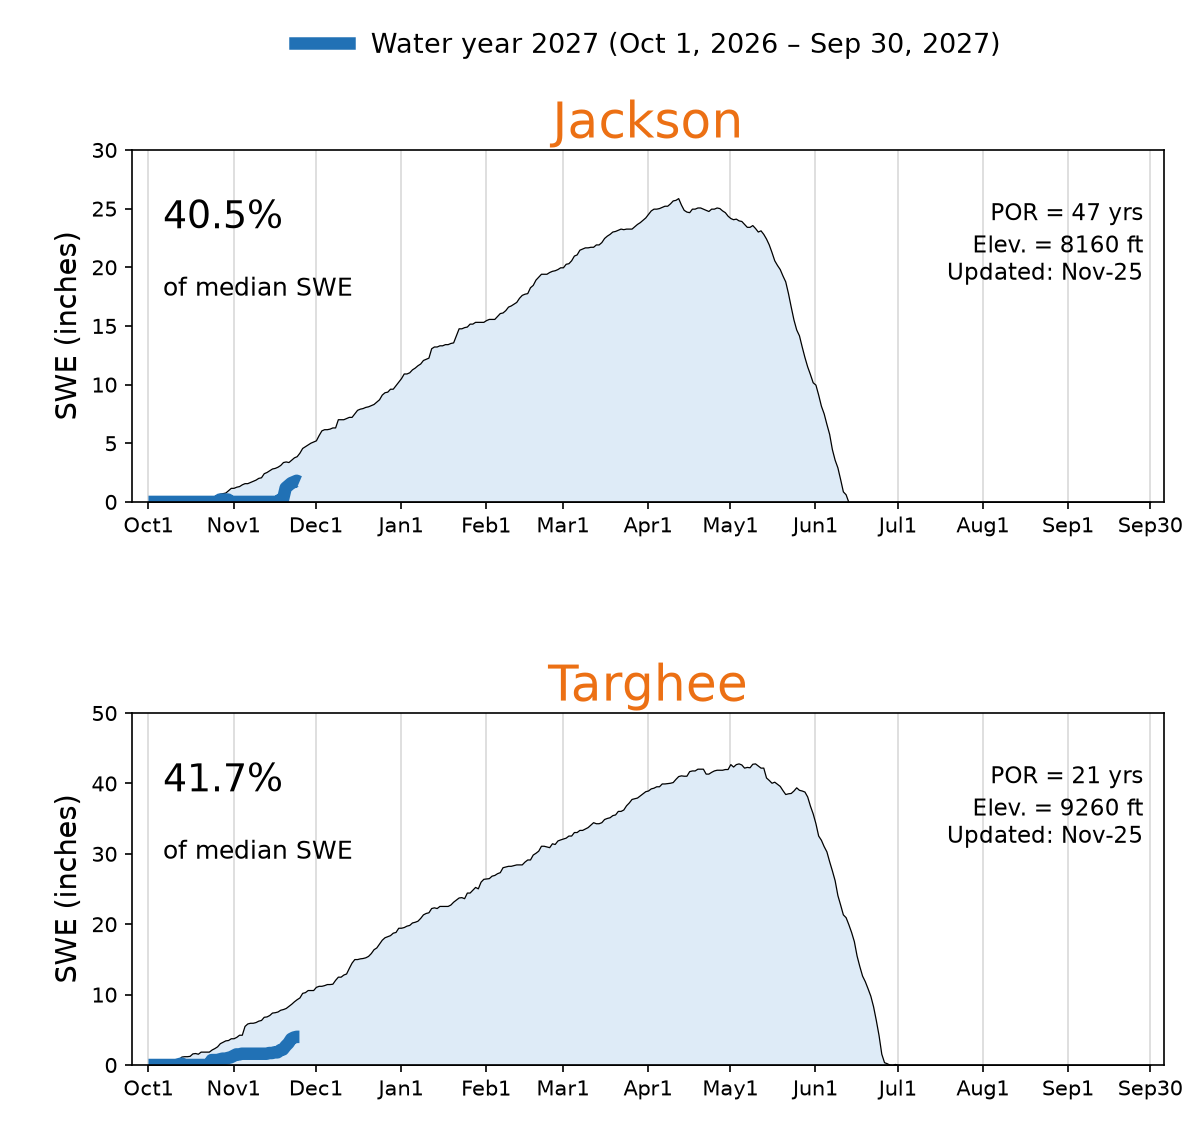 Water year 2027 (Oct 1, 2026 – Sep 30, 2027)
Jackson
SWE (inches)
30
25
20
15
10
5
0
40.5%
of median SWE
POR = 47 yrs
Elev. = 8160 ft
Updated: Nov-25
Oct1 Nov1 Dec1 Jan1 Feb1 Mar1 Apr1 May1 Jun1 Jul1 Aug1 Sep1 Sep30
Targhee
SWE (inches)
50
40
30
20
10
0
41.7%
of median SWE
POR = 21 yrs
Elev. = 9260 ft
Updated: Nov-25
Oct1 Nov1 Dec1 Jan1 Feb1 Mar1 Apr1 May1 Jun1 Jul1 Aug1 Sep1 Sep30